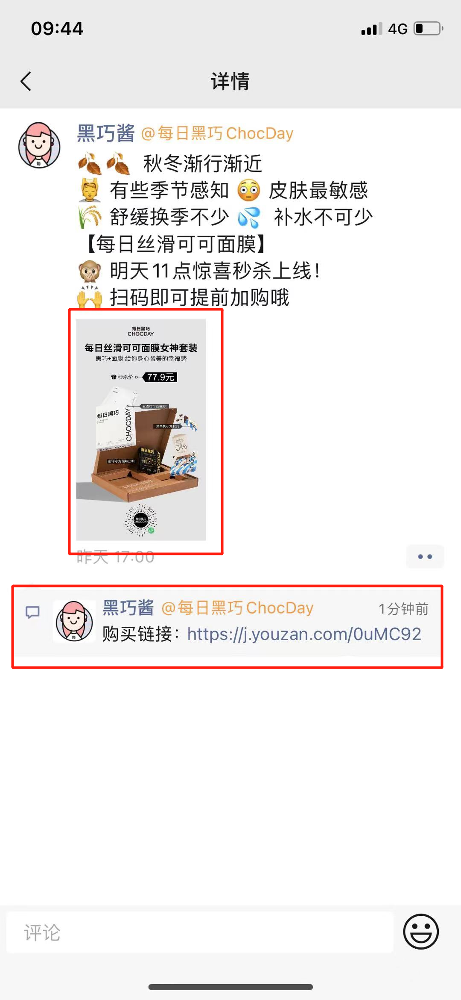 09:44
4G
详情
黑巧酱 @每日黑巧ChocDay
秋冬渐行渐近
有些季节感知 皮肤最敏感
舒缓换季不少 补水不可少
【每日丝滑可可面膜】
明天11点惊喜秒杀上线！
扫码即可提前加购哦
每日黑巧
CHOCDAY
每日丝滑可可面膜女神套装
黑巧+面膜 给你身心皆美的幸福感
秒杀价 77.9元
丝滑可可面膜5片
每日黑巧
CHOCDAY
黑牛奶小方10片
0%
每日黑巧
DARK
PREMIUM
CHOCDAY
CHOCDAY
醇萃小方原味10片
每日黑巧
CHOCDAY
昨天 17:00
黑巧酱 @每日黑巧ChocDay 1分钟前
购买链接：https://j.youzan.com/0uMC92
评论